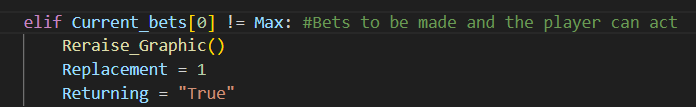 elif Current_bets[0] != Max: #Bets to be made and the player can act
Reraise_Graphic()
Replacement = 1
Returning = "True"